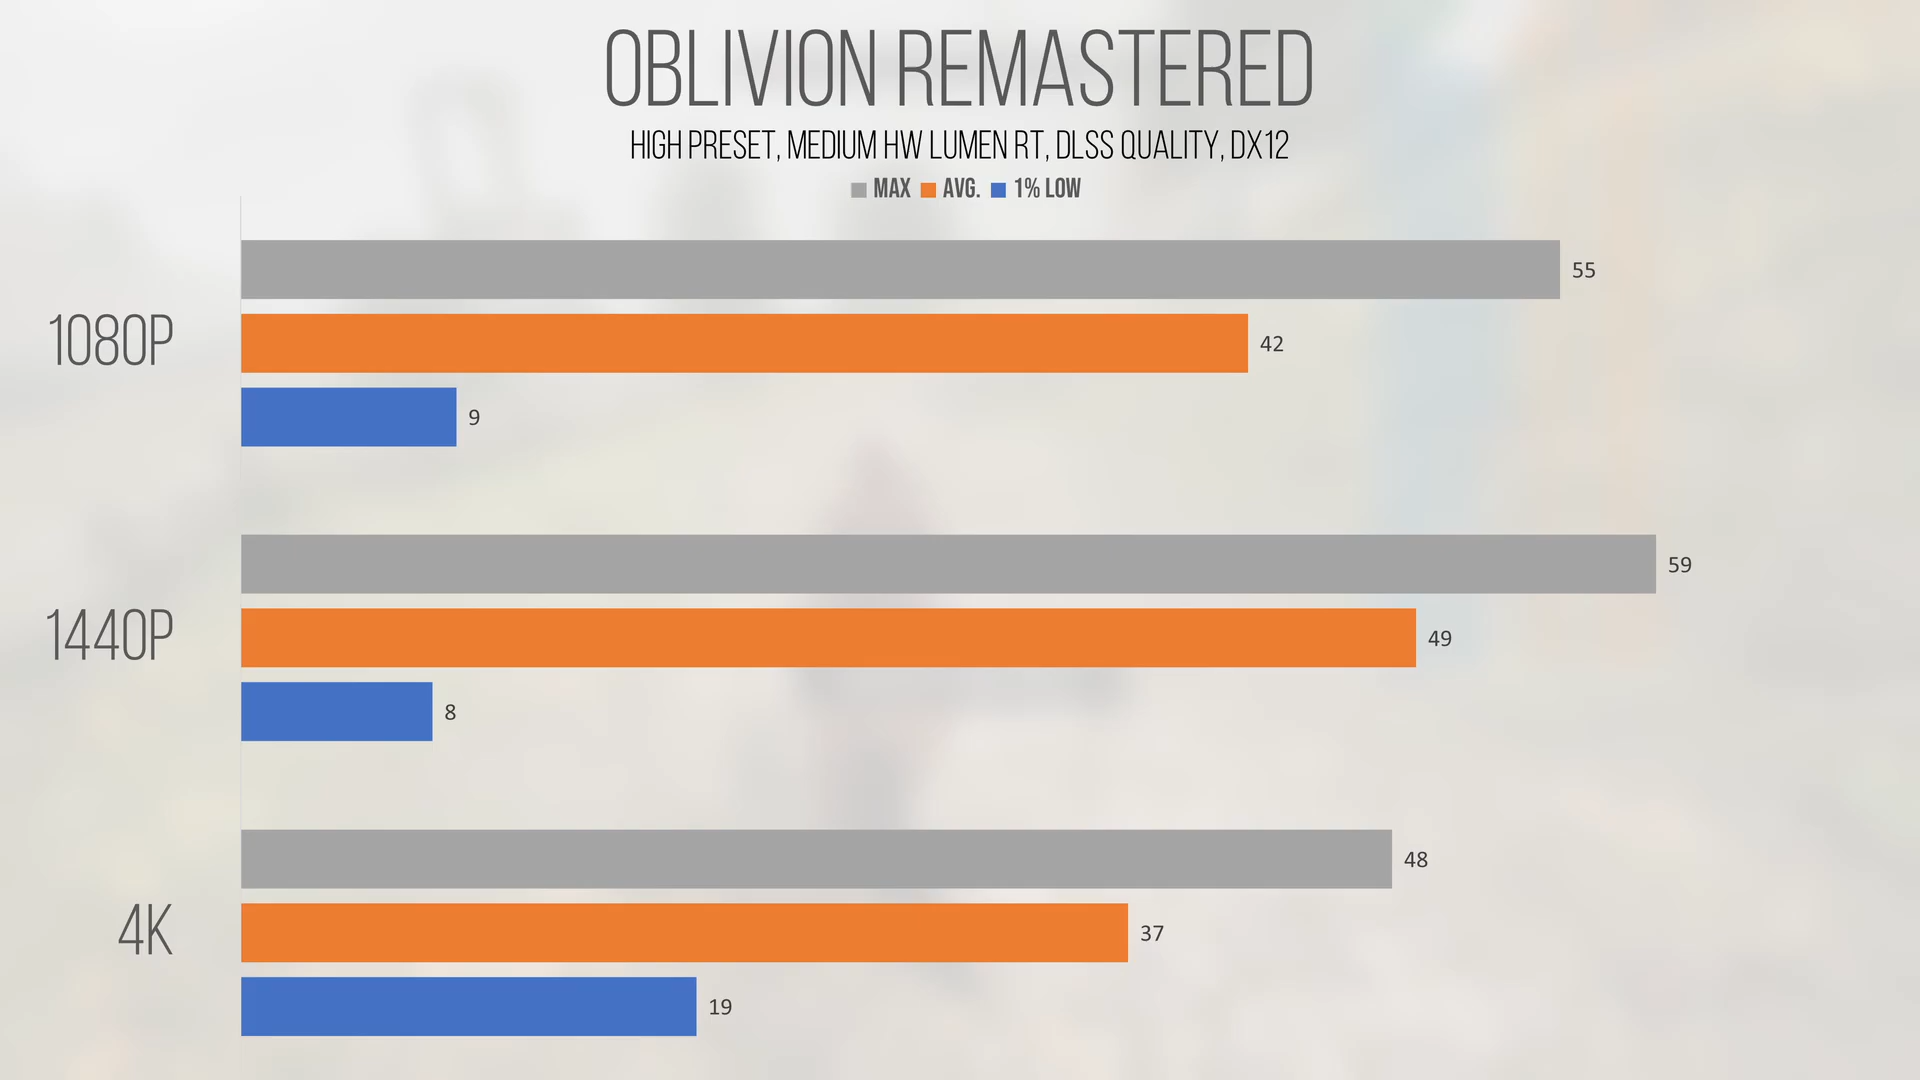 OBLIVION REMASTERED
HIGH PRESET, MEDIUM HW LUMEN RT, DLSS QUALITY, DX12
MAX AVG. 1% LOW
55
1080P
42
9
59
1440P
49
8
48
4K
37
19